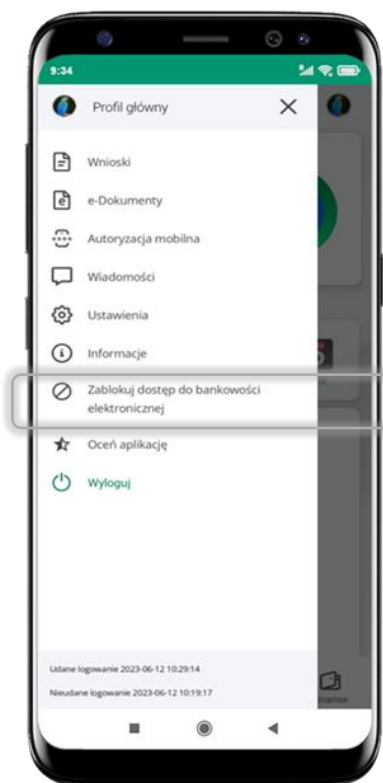 9:34
Profil główny
Wnioski
e-Dokumenty
Autoryzacja mobilna
Wiadomości
Ustawienia
Informacje
Zablokuj dostęp do bankowości
elektronicznej
Oceń aplikację
Wyloguj
Udane logowanie 2023-06-12 10:29:14
Nieudane logowanie 2023-06-12 10:19:17